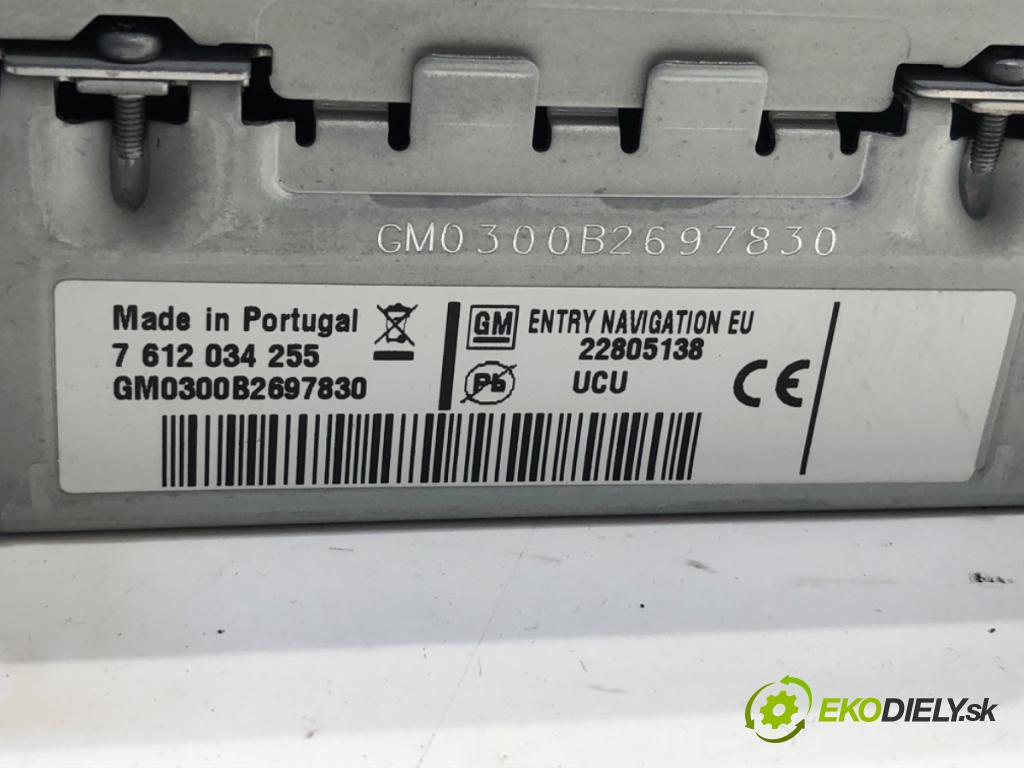 GM0300B2697830
Made in Portugal
7 612 034 255
GM0300B2697830
GM ENTRY NAVIGATION EU
22805138
Pb UCU
CE
EKODIELY.sk